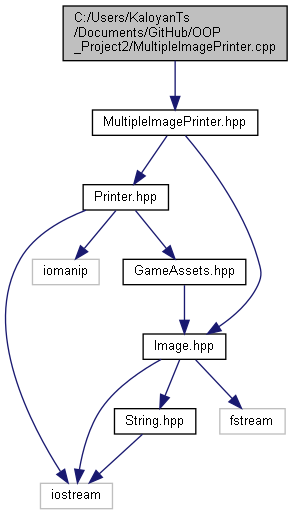 C:/Users/KaloyanTs
/Documents/GitHub/OOP
_Project2/MultipleImagePrinter.cpp
MultipleImagePrinter.hpp
Printer.hpp
iomanip
GameAssets.hpp
Image.hpp
String.hpp
fstream
iostream